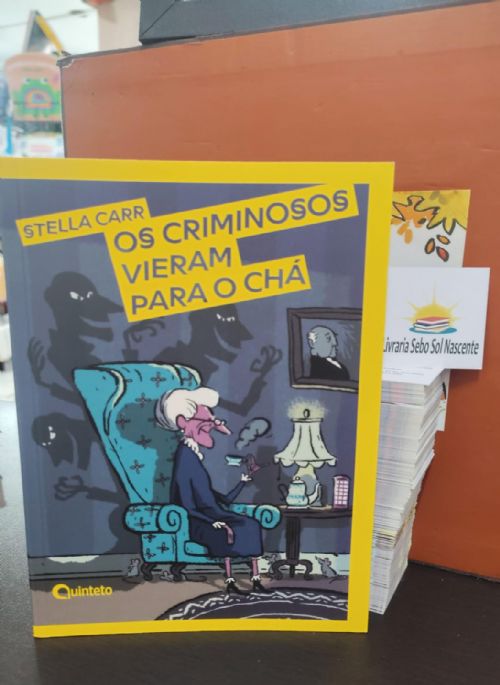 STELLA CARR
OS CRIMINOSOS
VIERAM
PARA O CHÁ
Livraria Sebo Sol Nascente
Quinteto